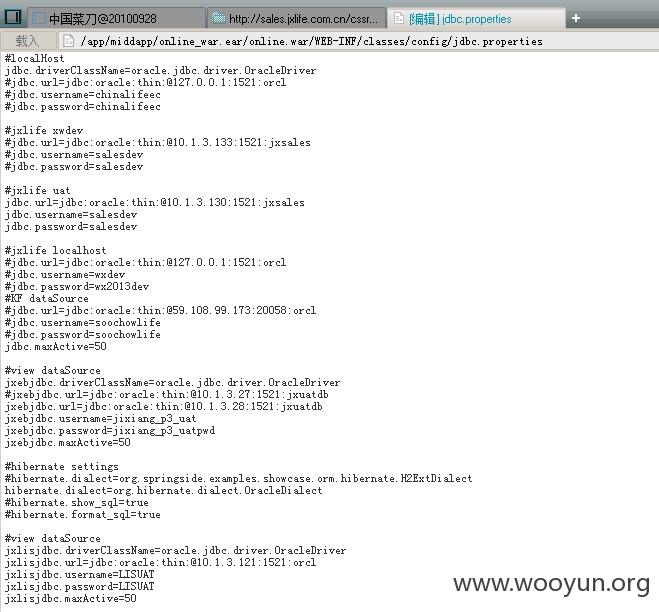 中国菜刀@20100928
http://sales.jxlife.com.cn/cssr...
[编辑] jdbc.properties
+
载入
/app/middapp/online_war.ear/online.war/WEB-INF/classes/config/jdbc.properties
#localHost
jdbc.driverClassName=oracle.jdbc.driver.OracleDriver
#jdbc.url=jdbc:oracle:thin:@127.0.0.1:1521:orcl
#jdbc.username=chinalifeec
#jdbc.password=chinalifeec
#jxlife xwdev
#jdbc.url=jdbc:oracle:thin:@10.1.3.133:1521:jxsales
#jdbc.username=salesdev
#jdbc.password=salesdev
#jxlife uat
jdbc.url=jdbc:oracle:thin:@10.1.3.130:1521:jxsales
jdbc.username=salesdev
jdbc.password=salesdev
#jxlife localhost
#jdbc.url=jdbc:oracle:thin:@127.0.0.1:1521:orcl
#jdbc.username=wxdev
#jdbc.password=wx2013dev
#KF dataSource
#jdbc.url=jdbc:oracle:thin:@59.108.99.173:20058:orcl
#jdbc.username=soochowlife
#jdbc.password=soochowlife
jdbc.maxActive=50
#view dataSource
jxebjdbc.driverClassName=oracle.jdbc.driver.OracleDriver
#jxebjdbc.url=jdbc:oracle:thin:@10.1.3.27:1521:jxuatdb
jxebjdbc.url=jdbc:oracle:thin:@10.1.3.28:1521:jxuatdb
jxebjdbc.username=jixiang_p3_uat
jxebjdbc.password=jixiang_p3_uatpwd
jxebjdbc.maxActive=50
#hibernate settings
#hibernate.dialect=org.springside.examples.showcase.orm.hibernate.H2ExtDialect
hibernate.dialect=org.hibernate.dialect.OracleDialect
#hibernate.show_sql=true
#hibernate.format_sql=true
#view dataSource
jxlisjdbc.driverClassName=oracle.jdbc.driver.OracleDriver
jxlisjdbc.url=jdbc:oracle:thin:@10.1.3.121:1521:orcl
jxlisjdbc.username=LISUAT
jxlisjdbc.password=LISUAT
jxlisjdbc.maxActive=50
www.wooyun.org